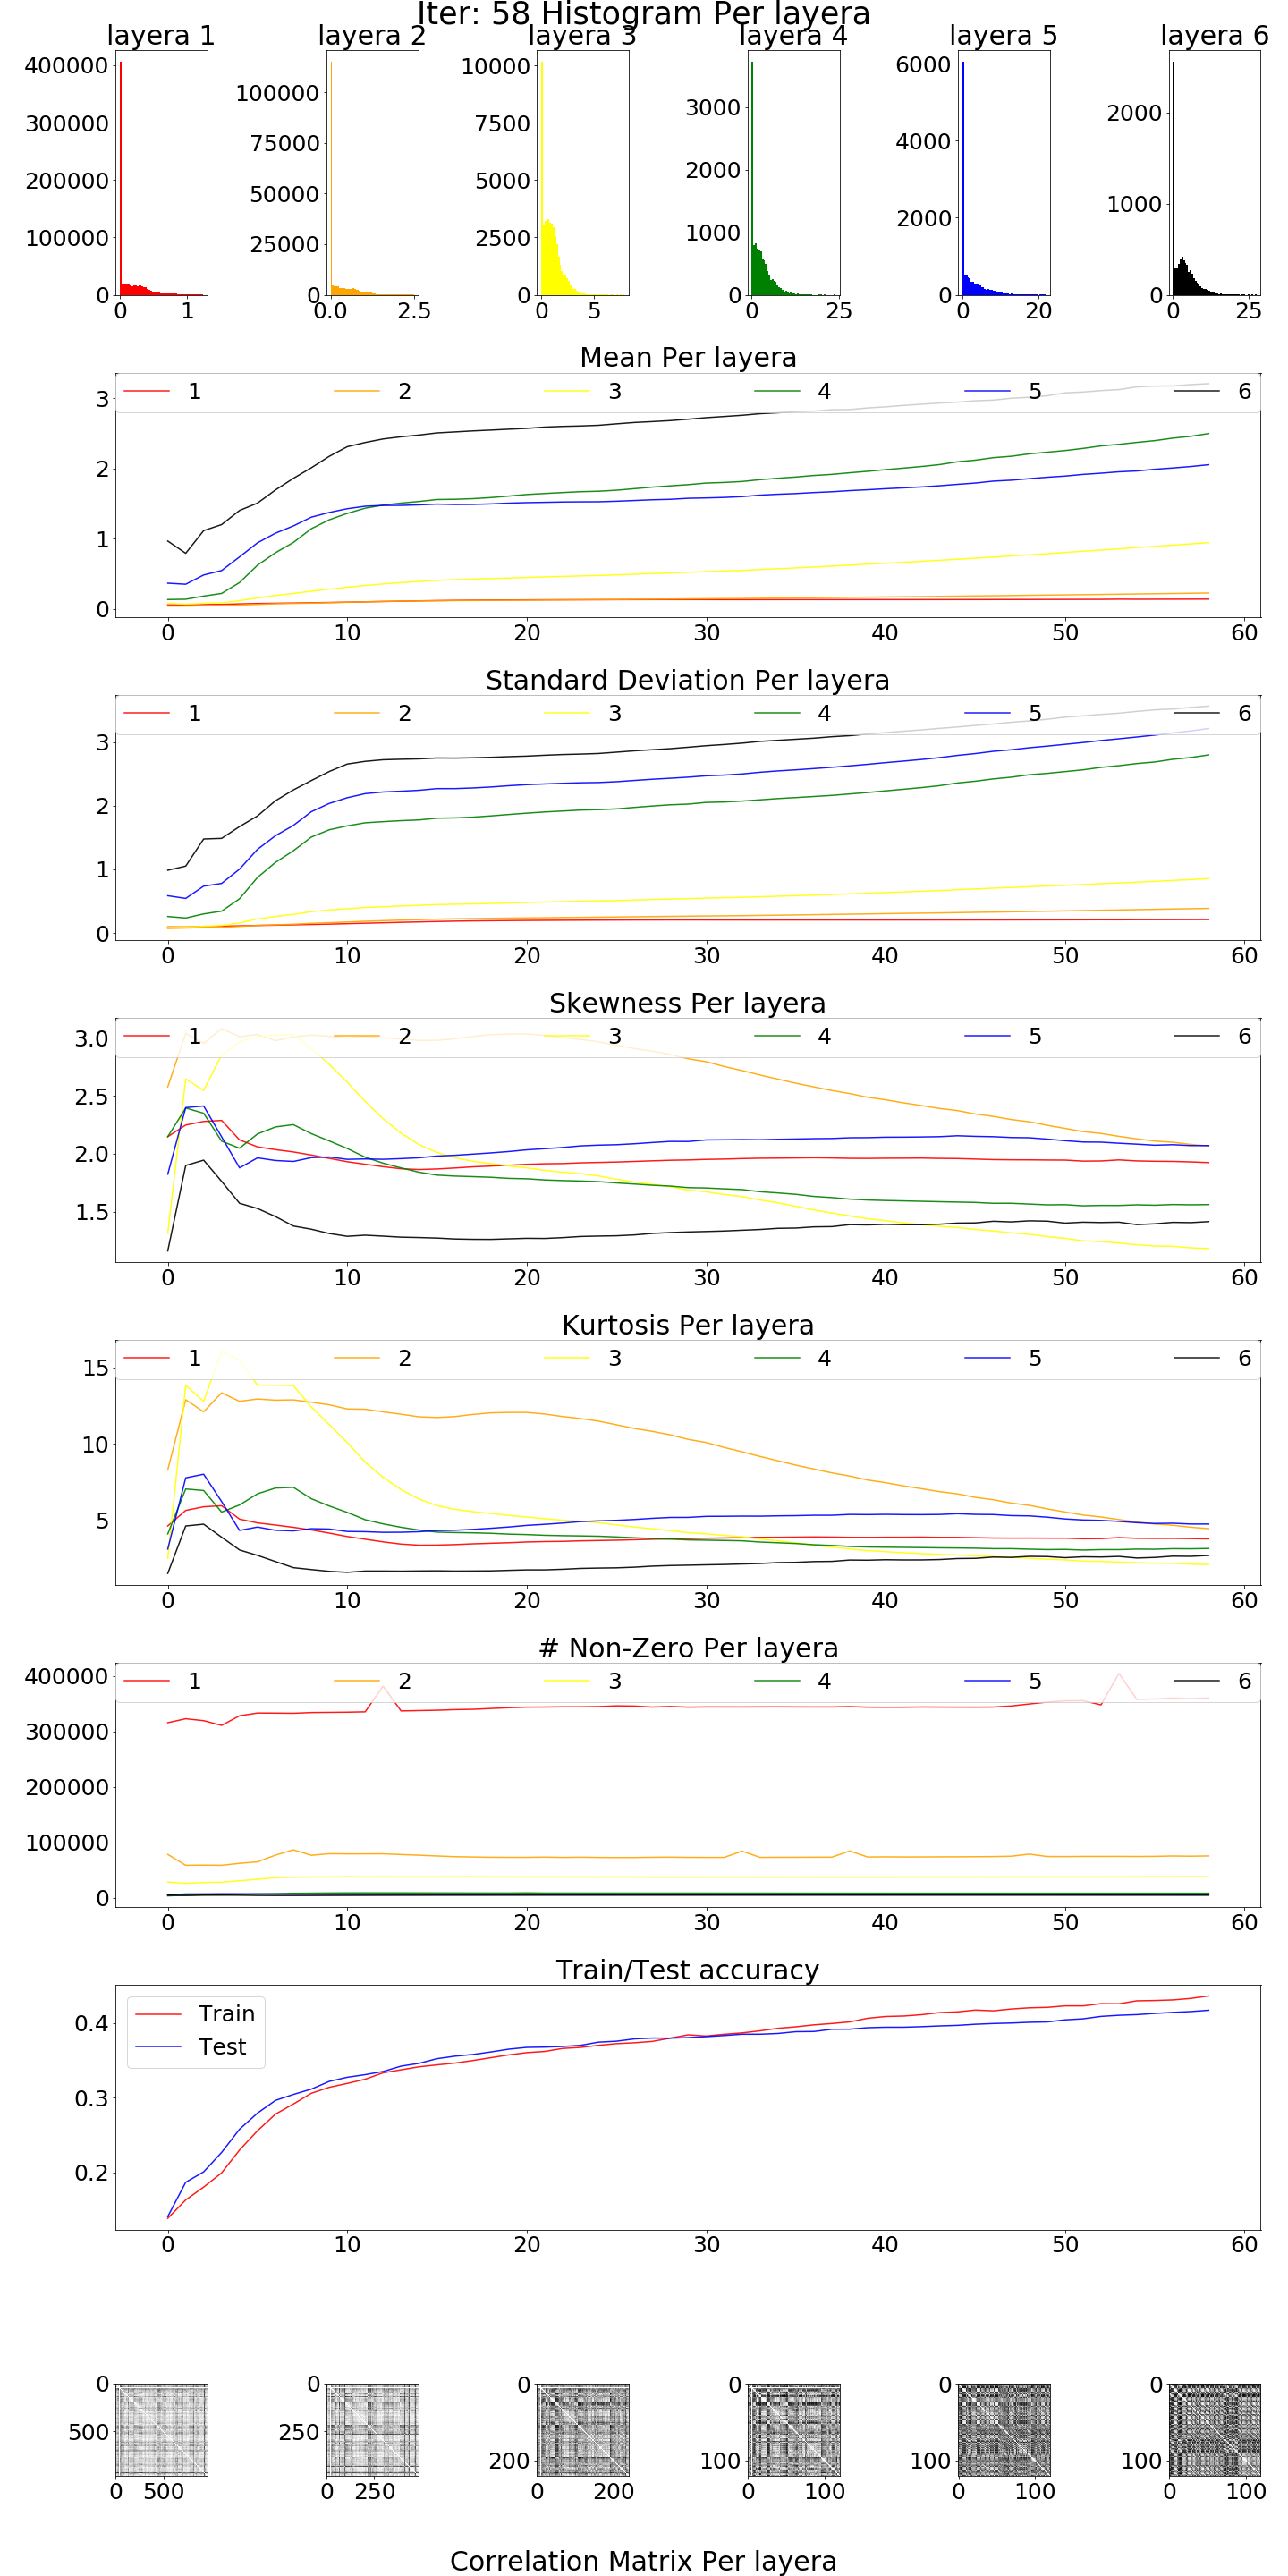 Iter: 58 Histogram Per layera
layera 1 layera 2 layera 3 layera 4 layera 5 layera 6
400000 300000 200000 100000 0
0 1
100000 75000 50000 25000 0
0.0 2.5
10000 7500 5000 2500 0
0 5
3000 2000 1000 0
0 25
6000 4000 2000 0
0 20
2000 1000 0
0 25
Mean Per layera
1 2 3 4 5 6
3
2
1
0
0 10 20 30 40 50 60
Standard Deviation Per layera
1 2 3 4 5 6
3
2
1
0
0 10 20 30 40 50 60
Skewness Per layera
1 2 3 4 5 6
3.0
2.5
2.0
1.5
0 10 20 30 40 50 60
Kurtosis Per layera
1 2 3 4 5 6
15
10
5
0 10 20 30 40 50 60
# Non-Zero Per layera
1 2 3 4 5 6
400000
300000
200000
100000
0
0 10 20 30 40 50 60
Train/Test accuracy
Train
Test
0.4
0.3
0.2
0 10 20 30 40 50 60
0 500
0 500
0 250
0 250
0 200
0 200
0 100
0 100
0 100
0 100
0 100
0 100
Correlation Matrix Per layera